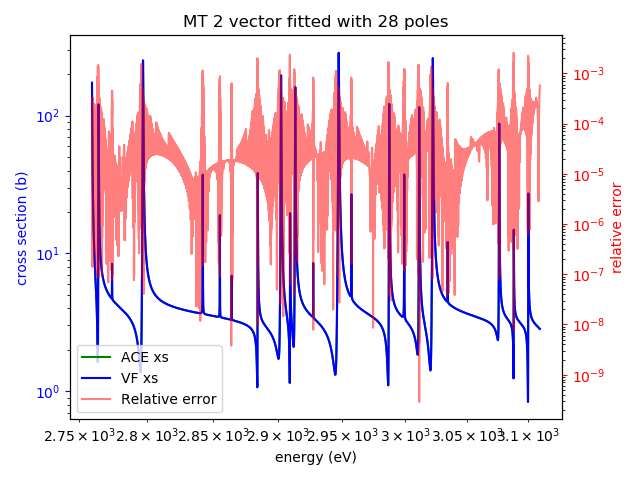 MT 2 vector fitted with 28 poles
cross section (b)
10²
10¹
10⁰
10⁻³
10⁻⁴
10⁻⁵
10⁻⁶
10⁻⁷
10⁻⁸
10⁻⁹
relative error
ACE xs
VF xs
Relative error
2.75 × 10³ 2.8 × 10³ 2.85 × 10³ 2.9 × 10³ 2.95 × 10³ 3 × 10³ 3.05 × 10³ 3.1 × 10³
energy (eV)